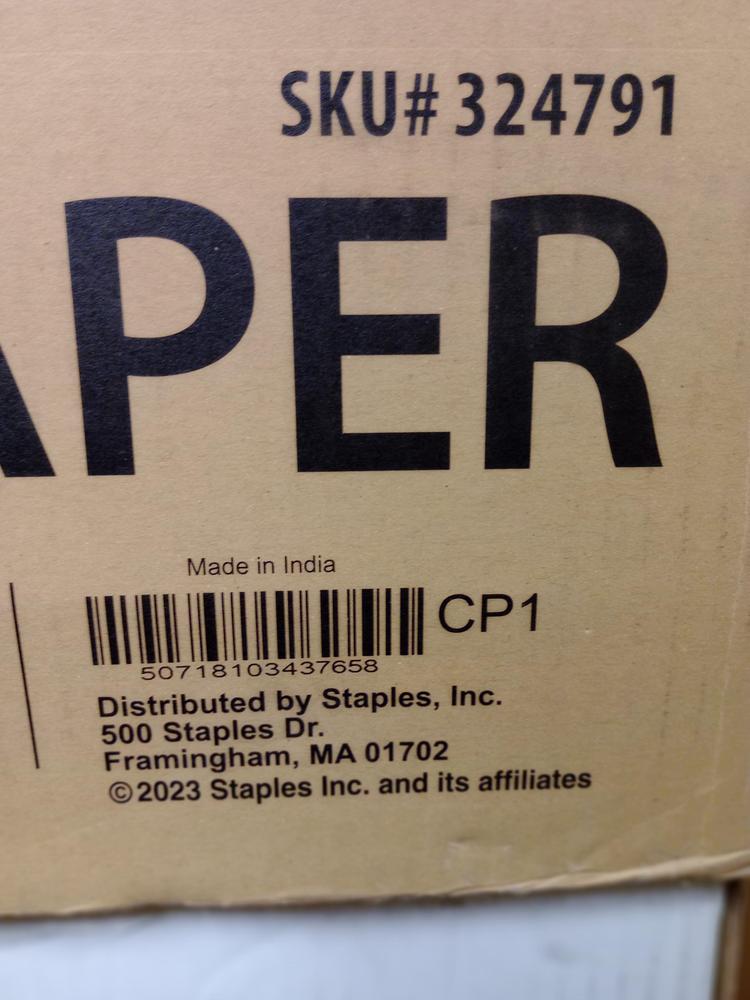 SKU# 324791
APER
Made in India
CP1
50718103437658
Distributed by Staples, Inc.
500 Staples Dr.
Framingham, MA 01702
©2023 Staples Inc. and its affiliates